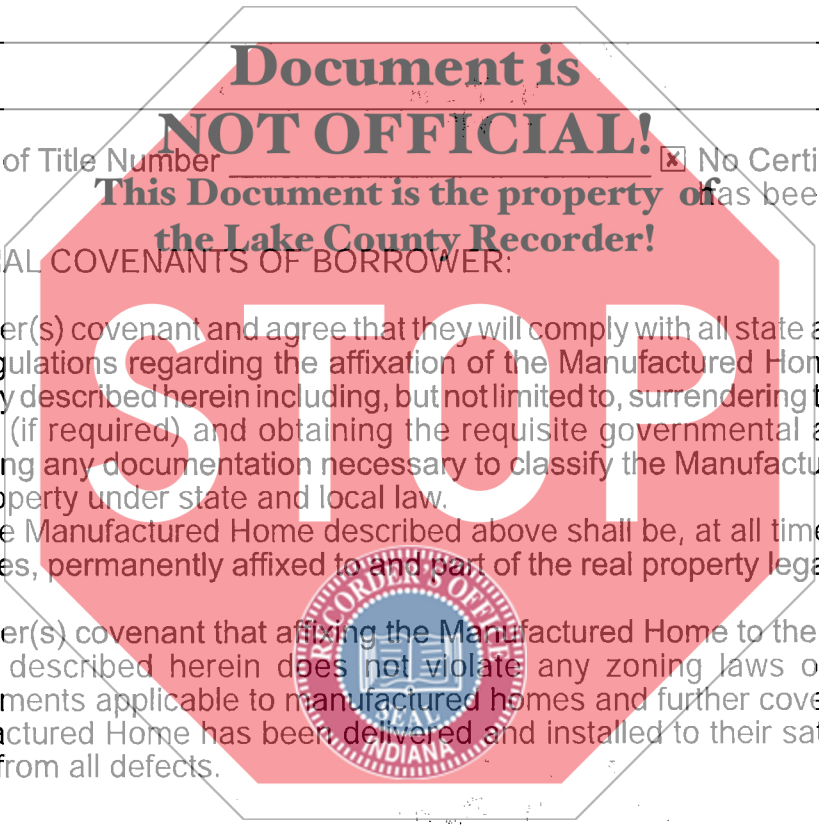 Document is
NOT OFFICIAL!
of Title Number
No Certi
This Document is the property of
as bee
the Lake County Recorder!
AL COVENANTS OF BORROWER:
er(s) covenant and agree that they will comply with all state a
gulations regarding the affixation of the Manufactured Hom
y described herein including, but not limited to, surrendering t
(if required) and obtaining the requisite governmental a
ng any documentation necessary to classify the Manufactu
operty under state and local law.
e Manufactured Home described above shall be, at all time
es, permanently affixed to and part of the real property lega
STOP
er(s) covenant that affixing the Manufactured Home to the
described herein does not violate any zoning laws o
ments applicable to manufactured homes and further cove
actured Home has been delivered and installed to their sat
from all defects.
RECORDER'S OFFICE
SEAL
INDIANA